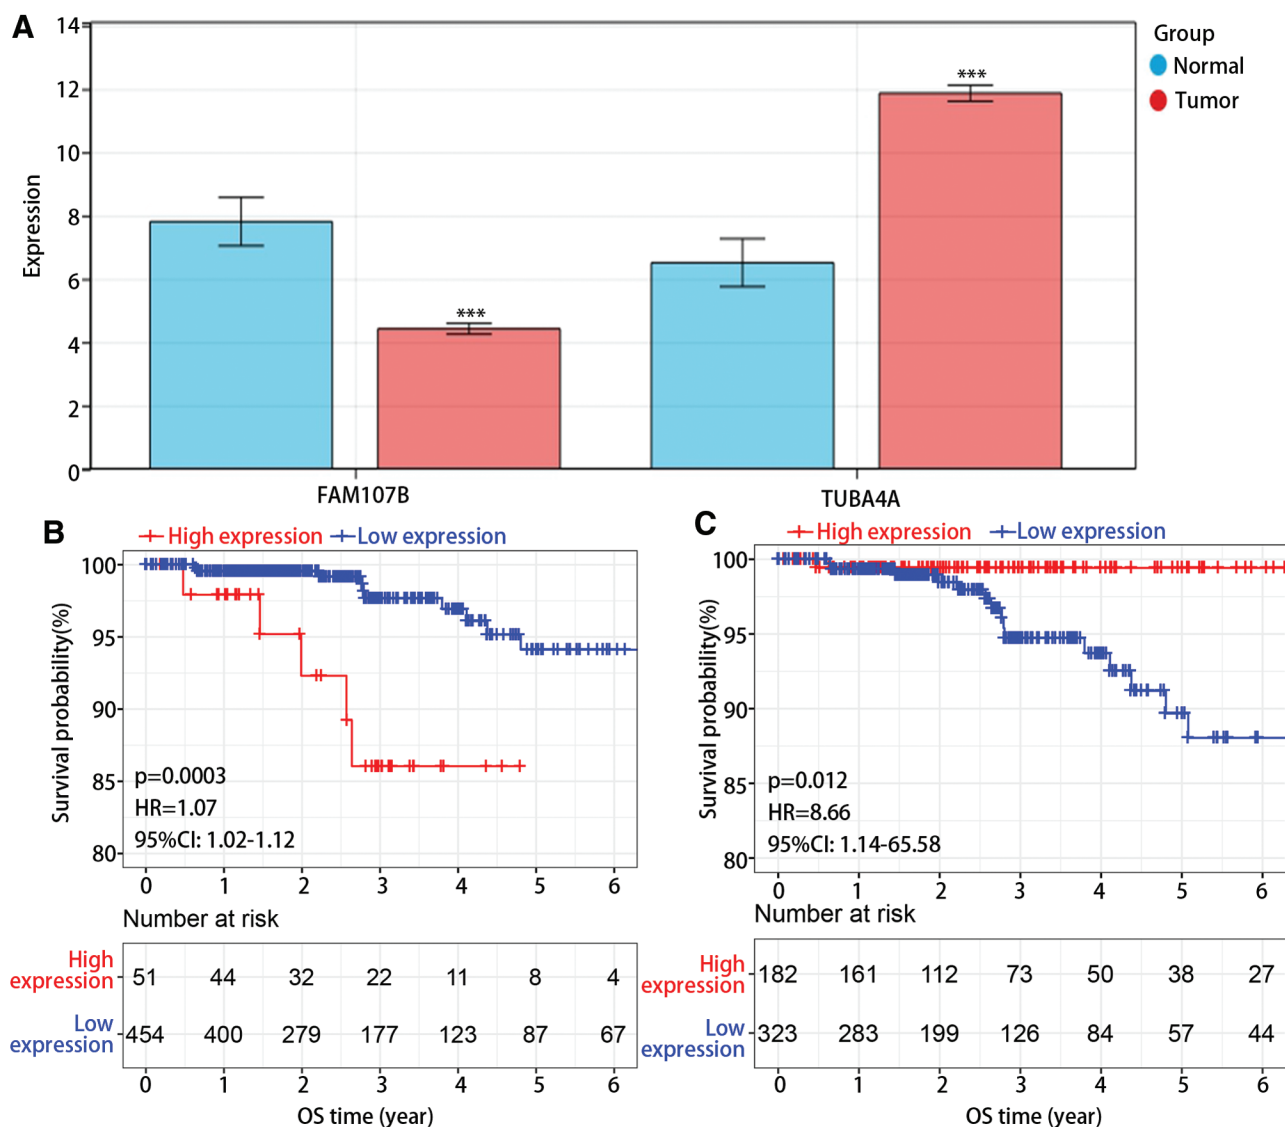 A
14
12
10
8
6
4
2
0
Expression
***
***
FAM107B
TUBA4A
Group
Normal
Tumor
B
High expression Low expression
100
95
90
85
80
Survival probability(%)
p=0.0003
HR=1.07
95%CI: 1.02-1.12
0 1 2 3 4 5 6
Number at risk
High
expression
51 44 32 22 11 8 4
Low
expression
454 400 279 177 123 87 67
0 1 2 3 4 5 6
OS time (year)
C
High expression Low expression
100
95
90
85
80
Survival probability(%)
p=0.012
HR=8.66
95%CI: 1.14-65.58
0 1 2 3 4 5 6
Number at risk
High
expression
182 161 112 73 50 38 27
Low
expression
323 283 199 126 84 57 44
0 1 2 3 4 5 6
OS time (year)